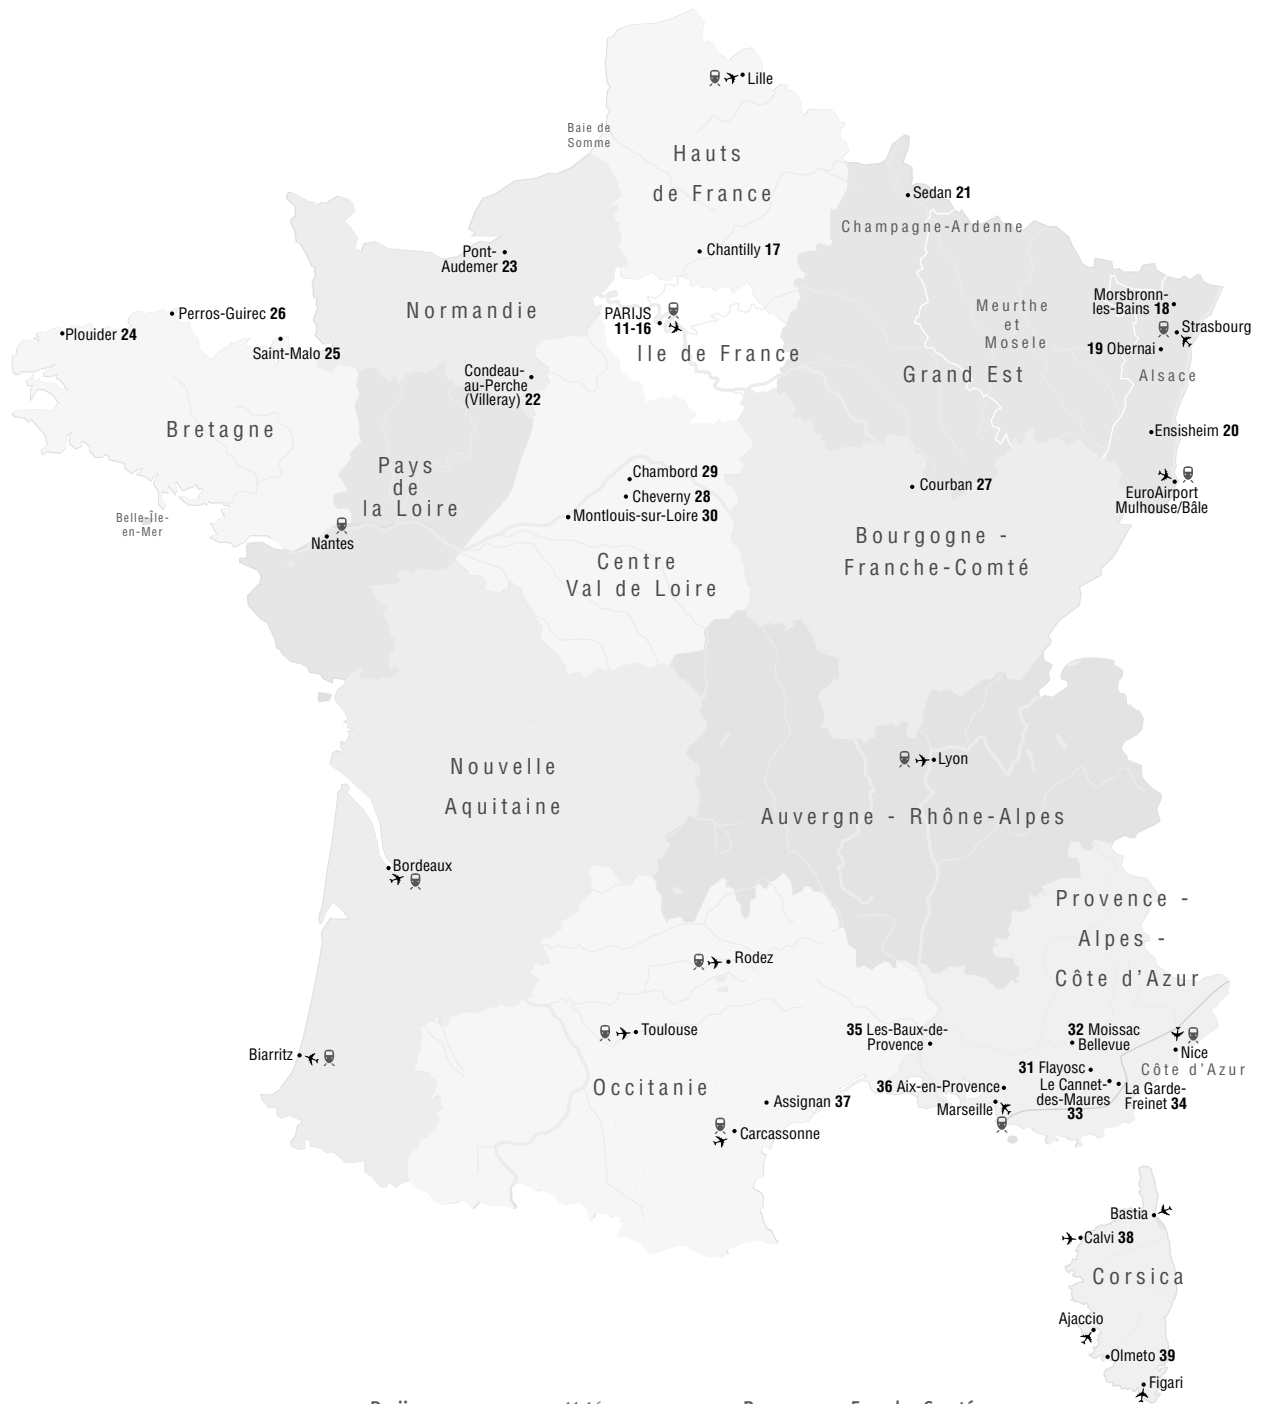 Lille
Baie de
Somme
Hauts
de France
Sedan 21
Champagne-Ardenne
Chantilly 17
Pont-
Audemer 23
Normandie
Morsbronn-
les-Bains 18
Meurthe
et
Mosele
Strasbourg
PARIJS
11-16
Perros-Guirec 26
Plouider 24
Saint-Malo 25
19 Obernai
Ile de France
Grand Est
Alsace
Condeau-
au-Perche
(Villeray) 22
Bretagne
Ensisheim 20
Pays
de
la Loire
Chambord 29
Cheverny 28
Montlouis-sur-Loire 30
Courban 27
EuroAirport
Mulhouse/Bâle
Belle-Île-
en-Mer
Nantes
Bourgogne -
Franche-Comté
Centre
Val de Loire
Nouvelle
Aquitaine
Lyon
Auvergne - Rhône-Alpes
Bordeaux
Provence -
Alpes -
Côte d’Azur
Rodez
Toulouse
35 Les-Baux-de-
Provence
32 Moissac
Bellevue
Biarritz
Nice
Côte d’Azur
31 Flayosc
Occitanie
36 Aix-en-Provence
Le Cannet-
des-Maures
33
La Garde-
Freinet 34
Assignan 37
Marseille
Carcassonne
Bastia
Calvi 38
Corsica
Ajaccio
Olmeto 39
Figari